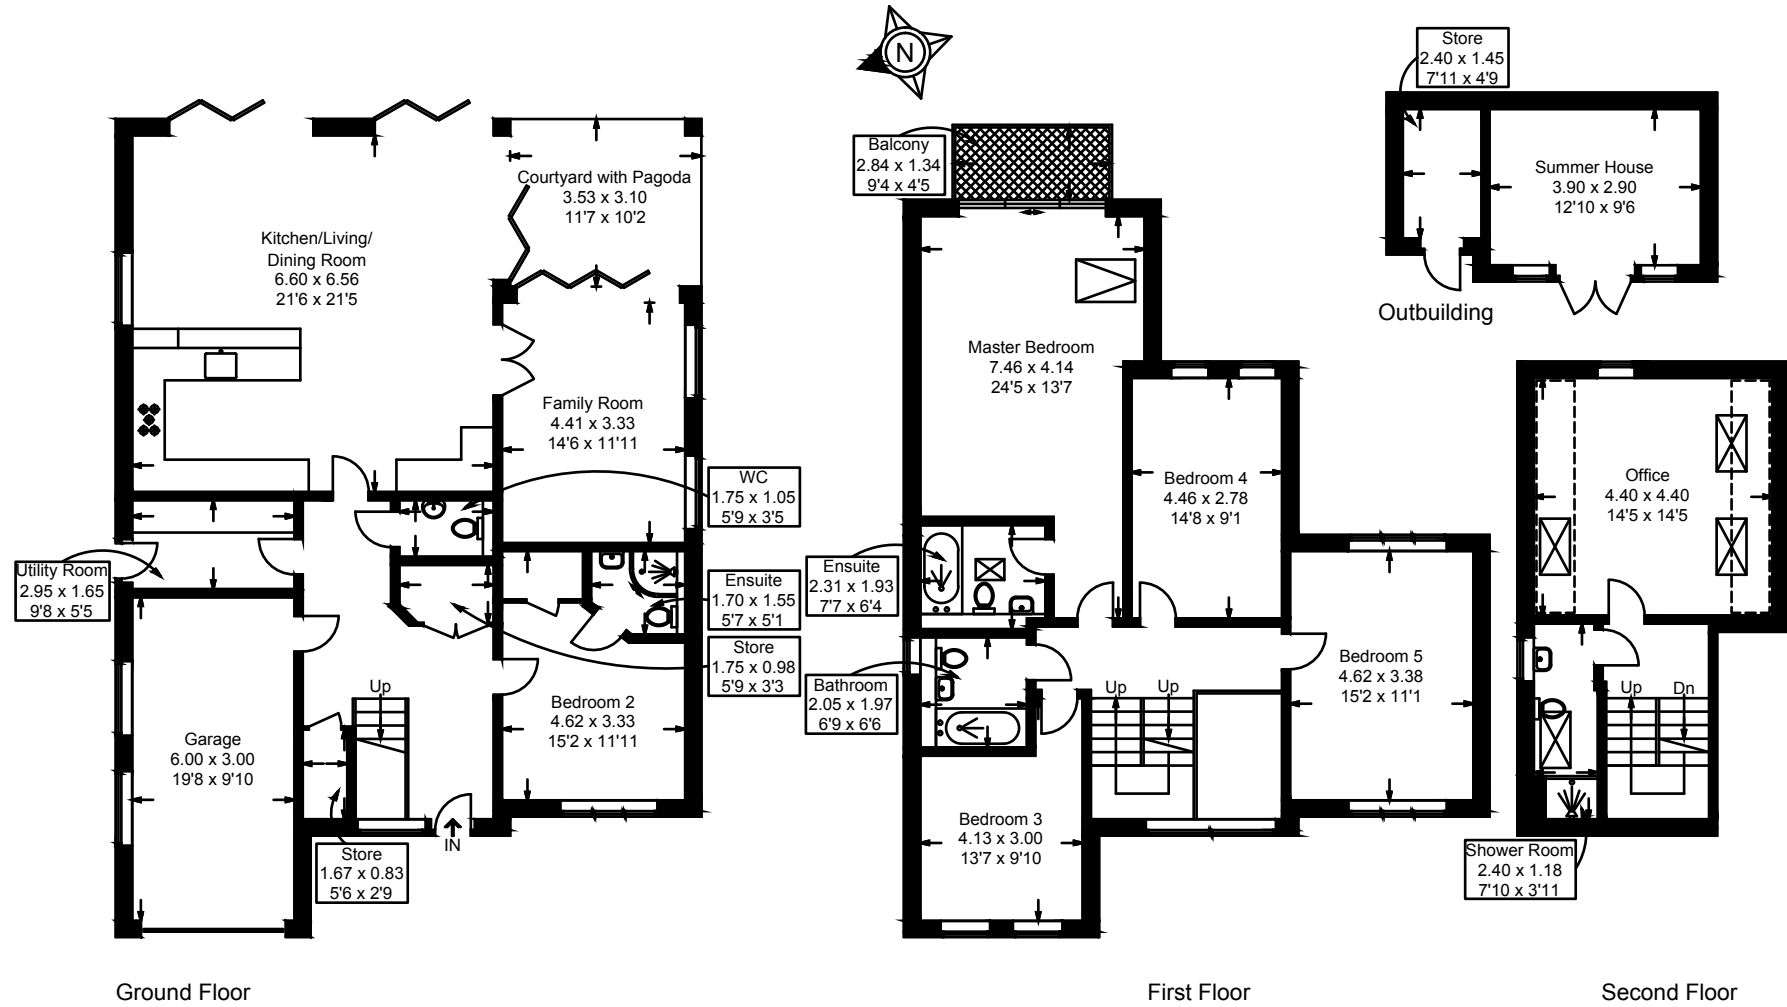 N
Store
2.40 x 1.45
7'11 x 4'9
Balcony
2.84 x 1.34
9'4 x 4'5
Summer House
3.90 x 2.90
12'10 x 9'6
Courtyard with Pagoda
3.53 x 3.10
11'7 x 10'2
Kitchen/Living/
Dining Room
6.60 x 6.56
21'6 x 21'5
Outbuilding
Master Bedroom
7.46 x 4.14
24'5 x 13'7
Family Room
4.41 x 3.33
14'6 x 11'11
WC
1.75 x 1.05
5'9 x 3'5
Bedroom 4
4.46 x 2.78
14'8 x 9'1
Office
4.40 x 4.40
14'5 x 14'5
Utility Room
2.95 x 1.65
9'8 x 5'5
Ensuite
1.70 x 1.55
5'7 x 5'1
Ensuite
2.31 x 1.93
7'7 x 6'4
Store
1.75 x 0.98
5'9 x 3'3
Bathroom
2.05 x 1.97
6'9 x 6'6
Bedroom 5
4.62 x 3.38
15'2 x 11'1
Up
Up
Up
Up
Dn
Bedroom 2
4.62 x 3.33
15'2 x 11'11
Garage
6.00 x 3.00
19'8 x 9'10
Bedroom 3
4.13 x 3.00
13'7 x 9'10
IN
Store
1.67 x 0.83
5'6 x 2'9
Shower Room
2.40 x 1.18
7'10 x 3'11
Ground Floor
First Floor
Second Floor